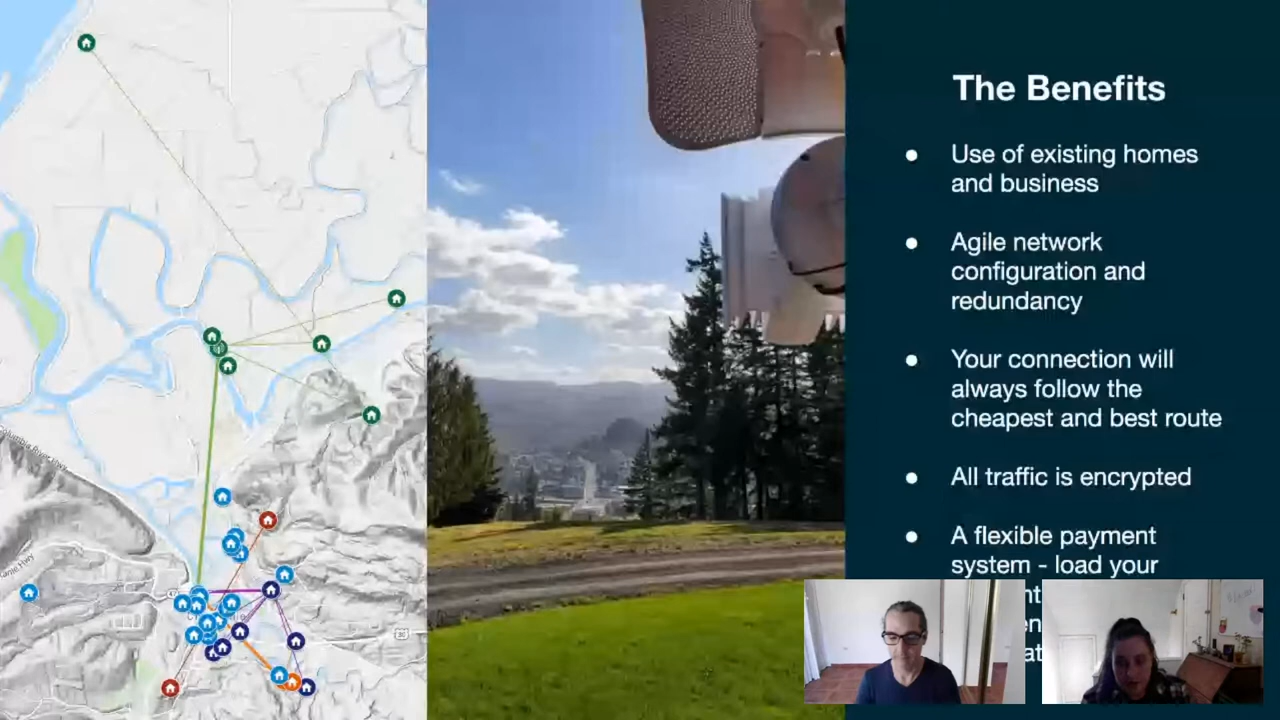 The Benefits
Use of existing homes
and business
Agile network
configuration and
redundancy
Your connection will
always follow the
cheapest and best route
All traffic is encrypted
A flexible payment
system - load your
30